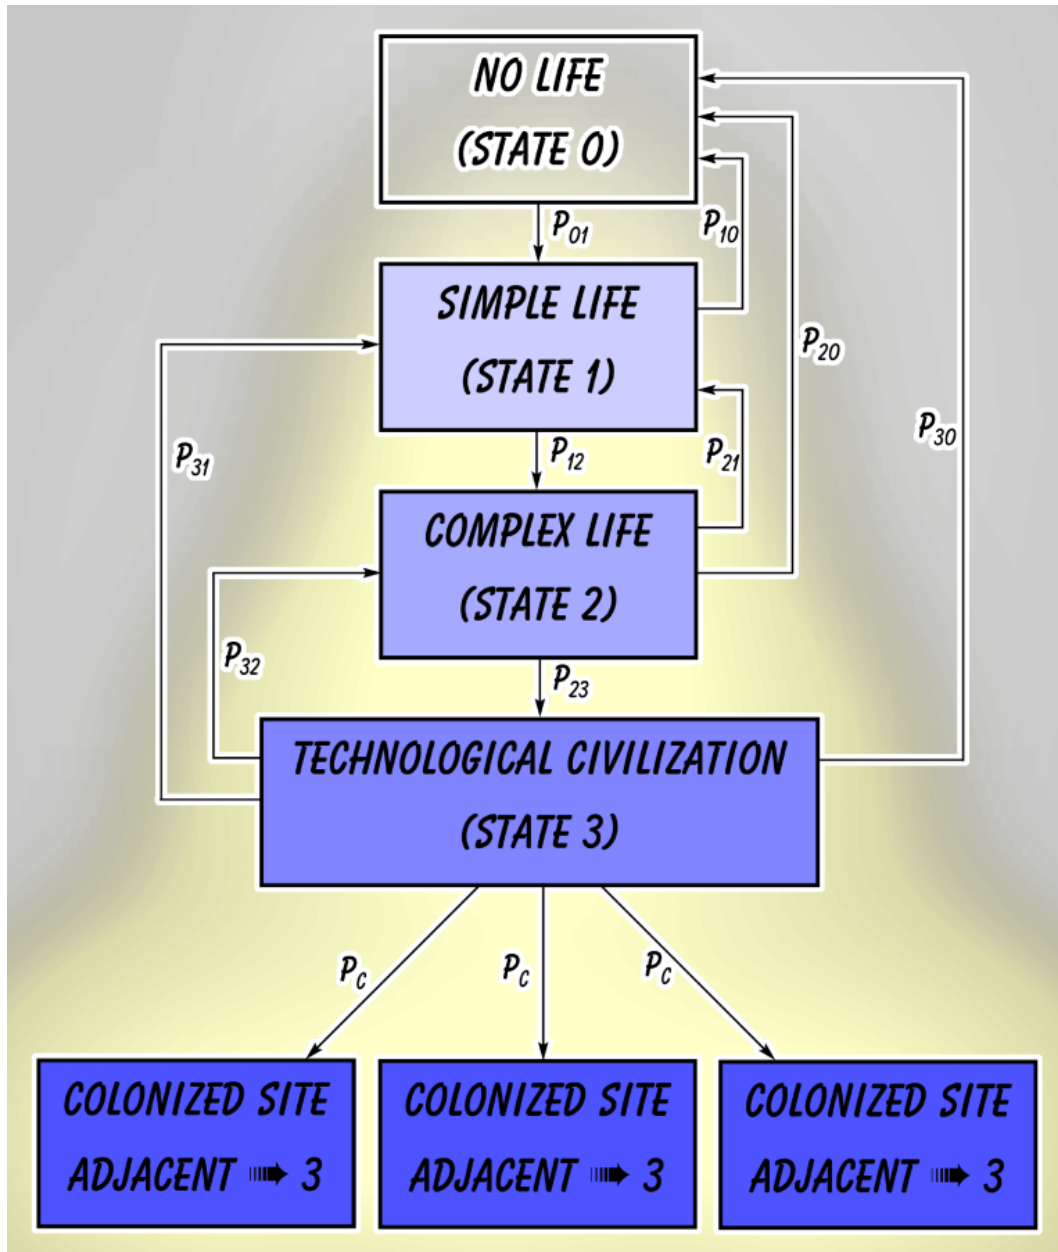 NO LIFE
(STATE 0)
P01
P10
SIMPLE LIFE
(STATE 1)
P20
P30
P31
P12
P21
COMPLEX LIFE
(STATE 2)
P32
P23
TECHNOLOGICAL CIVILIZATION
(STATE 3)
PC
PC
PC
COLONIZED SITE
ADJACENT ➠ 3
COLONIZED SITE
ADJACENT ➠ 3
COLONIZED SITE
ADJACENT ➠ 3